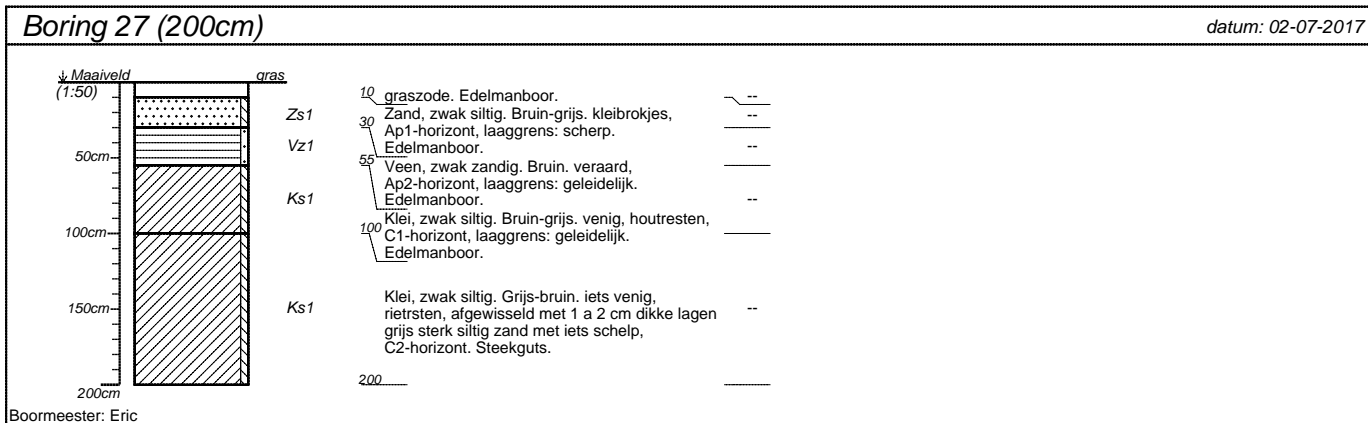 Boring 27 (200cm)
datum: 02-07-2017
Maaiveld
gras
(1:50)
10 graszode. Edelmanboor. --
Zs1
Zand, zwak siltig. Bruin-grijs. kleibrokjes, --
30 Ap1-horizont, laaggrens: scherp.
Edelmanboor.
Vz1
--
50cm
55 Veen, zwak zandig. Bruin. veraard,
Ap2-horizont, laaggrens: geleidelijk.
Edelmanboor.
Ks1
--
Klei, zwak siltig. Bruin-grijs. venig, houtresten,
100cm
100 C1-horizont, laaggrens: geleidelijk.
Edelmanboor.
Klei, zwak siltig. Grijs-bruin. iets venig,
150cm
Ks1
rietrsten, afgewisseld met 1 a 2 cm dikke lagen --
grijs sterk siltig zand met iets schelp,
C2-horizont. Steekguts.
200
200cm
Boormeester: Eric